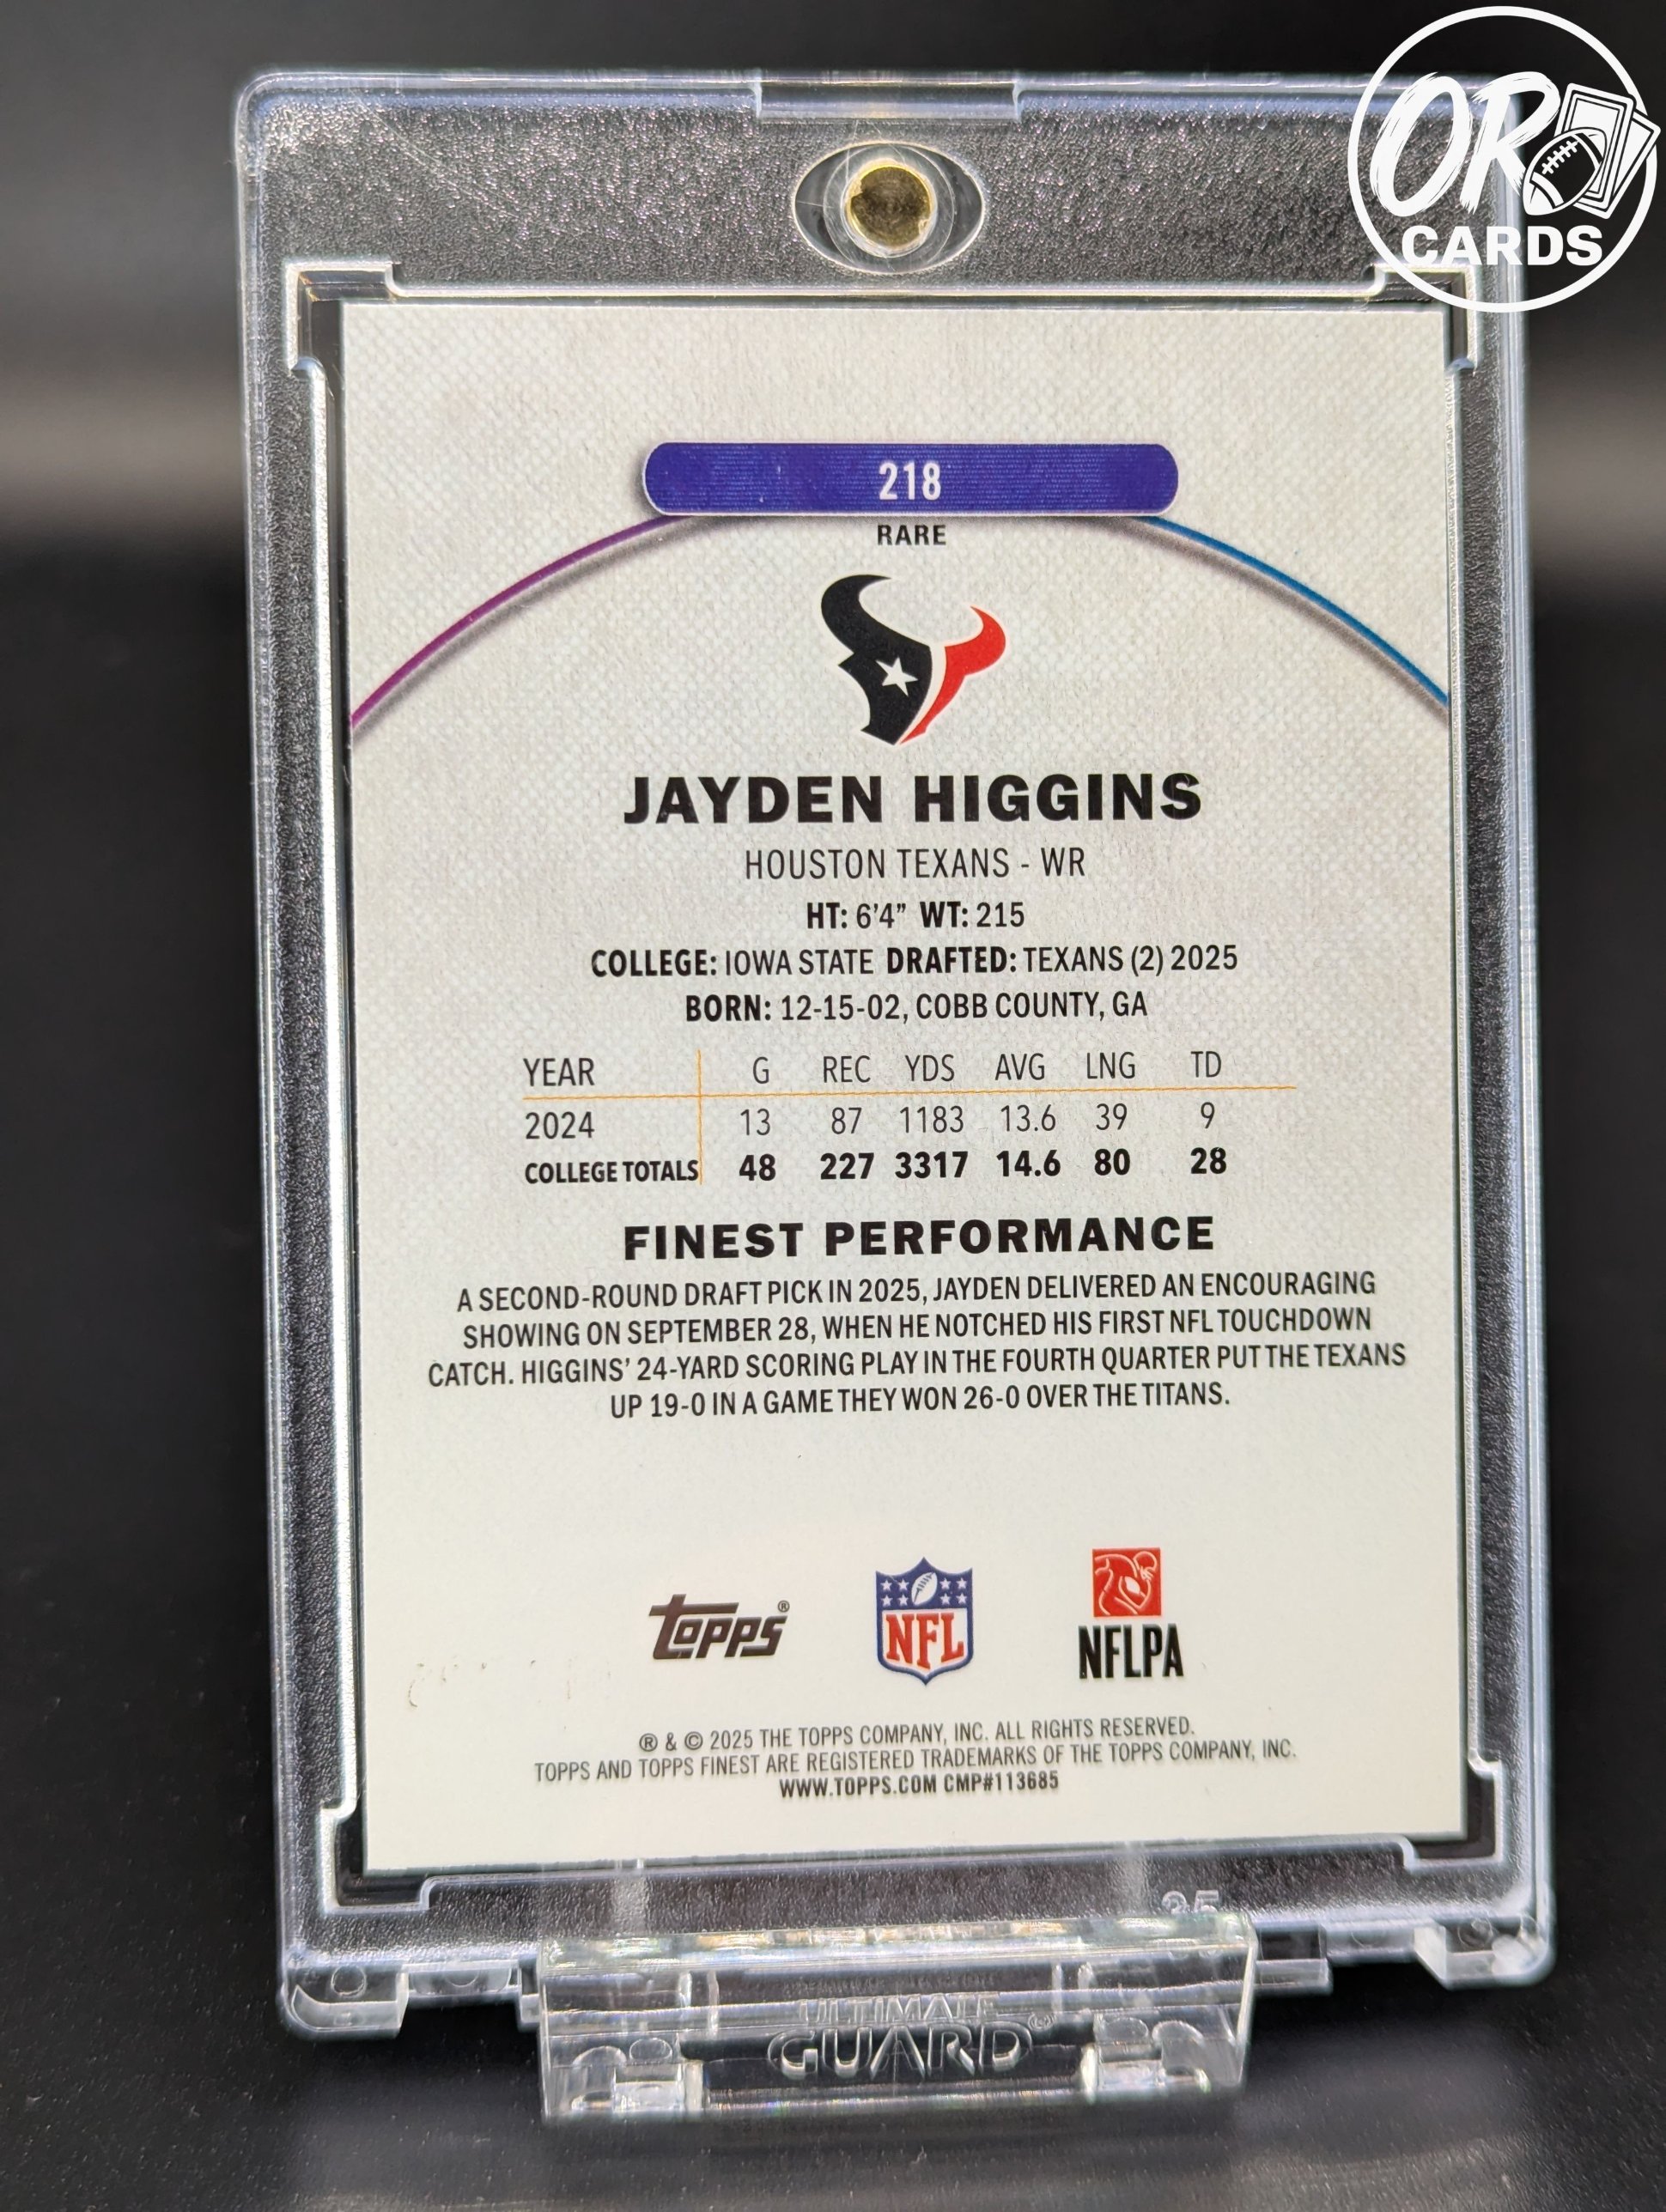 OR
CARDS
218
RARE
JAYDEN HIGGINS
HOUSTON TEXANS - WR
HT: 6'4" WT: 215
COLLEGE: IOWA STATE DRAFTED: TEXANS (2) 2025
BORN: 12-15-02, COBB COUNTY, GA
YEAR G REC YDS AVG LNG TD
2024 13 87 1183 13.6 39 9
COLLEGE TOTALS 48 227 3317 14.6 80 28
FINEST PERFORMANCE
A SECOND-ROUND DRAFT PICK IN 2025, JAYDEN DELIVERED AN ENCOURAGING
SHOWING ON SEPTEMBER 28, WHEN HE NOTCHED HIS FIRST NFL TOUCHDOWN
CATCH. HIGGINS' 24-YARD SCORING PLAY IN THE FOURTH QUARTER PUT THE TEXANS
UP 19-0 IN A GAME THEY WON 26-0 OVER THE TITANS.
Topps® NFL NFLPA
® & © 2025 THE TOPPS COMPANY, INC. ALL RIGHTS RESERVED.
TOPPS AND TOPPS FINEST ARE REGISTERED TRADEMARKS OF THE TOPPS COMPANY, INC.
WWW.TOPPS.COM CMP#113685
35
ULTIMATE
GUARD®